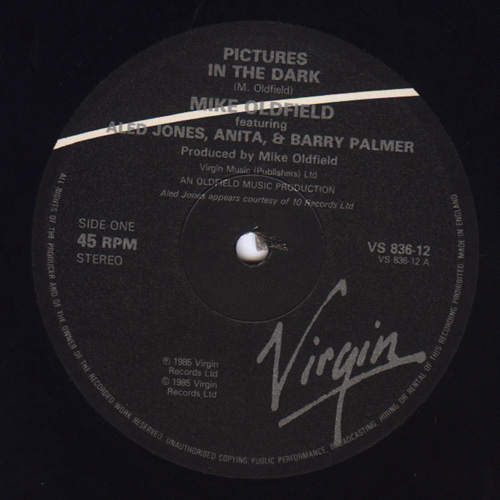 PICTURES
IN THE DARK
(M. Oldfield)
MIKE OLDFIELD
featuring
ALED JONES, ANITA, & BARRY PALMER
Produced by Mike Oldfield
Virgin Music (Publishers) Ltd
AN OLDFIELD MUSIC PRODUCTION
Aled Jones appears courtesy of 10 Records Ltd
SIDE ONE
45 RPM
STEREO
VS 836-12
VS 836-12 A
℗ 1985 Virgin
Records Ltd
© 1985 Virgin
Records Ltd
Virgin
ALL RIGHTS OF THE PRODUCER AND OF THE OWNER OF THE RECORDED WORK RESERVED. UNAUTHORISED COPYING, PUBLIC PERFORMANCE, BROADCASTING, HIRING OR RENTAL OF THIS RECORDING PROHIBITED. MADE IN ENGLAND